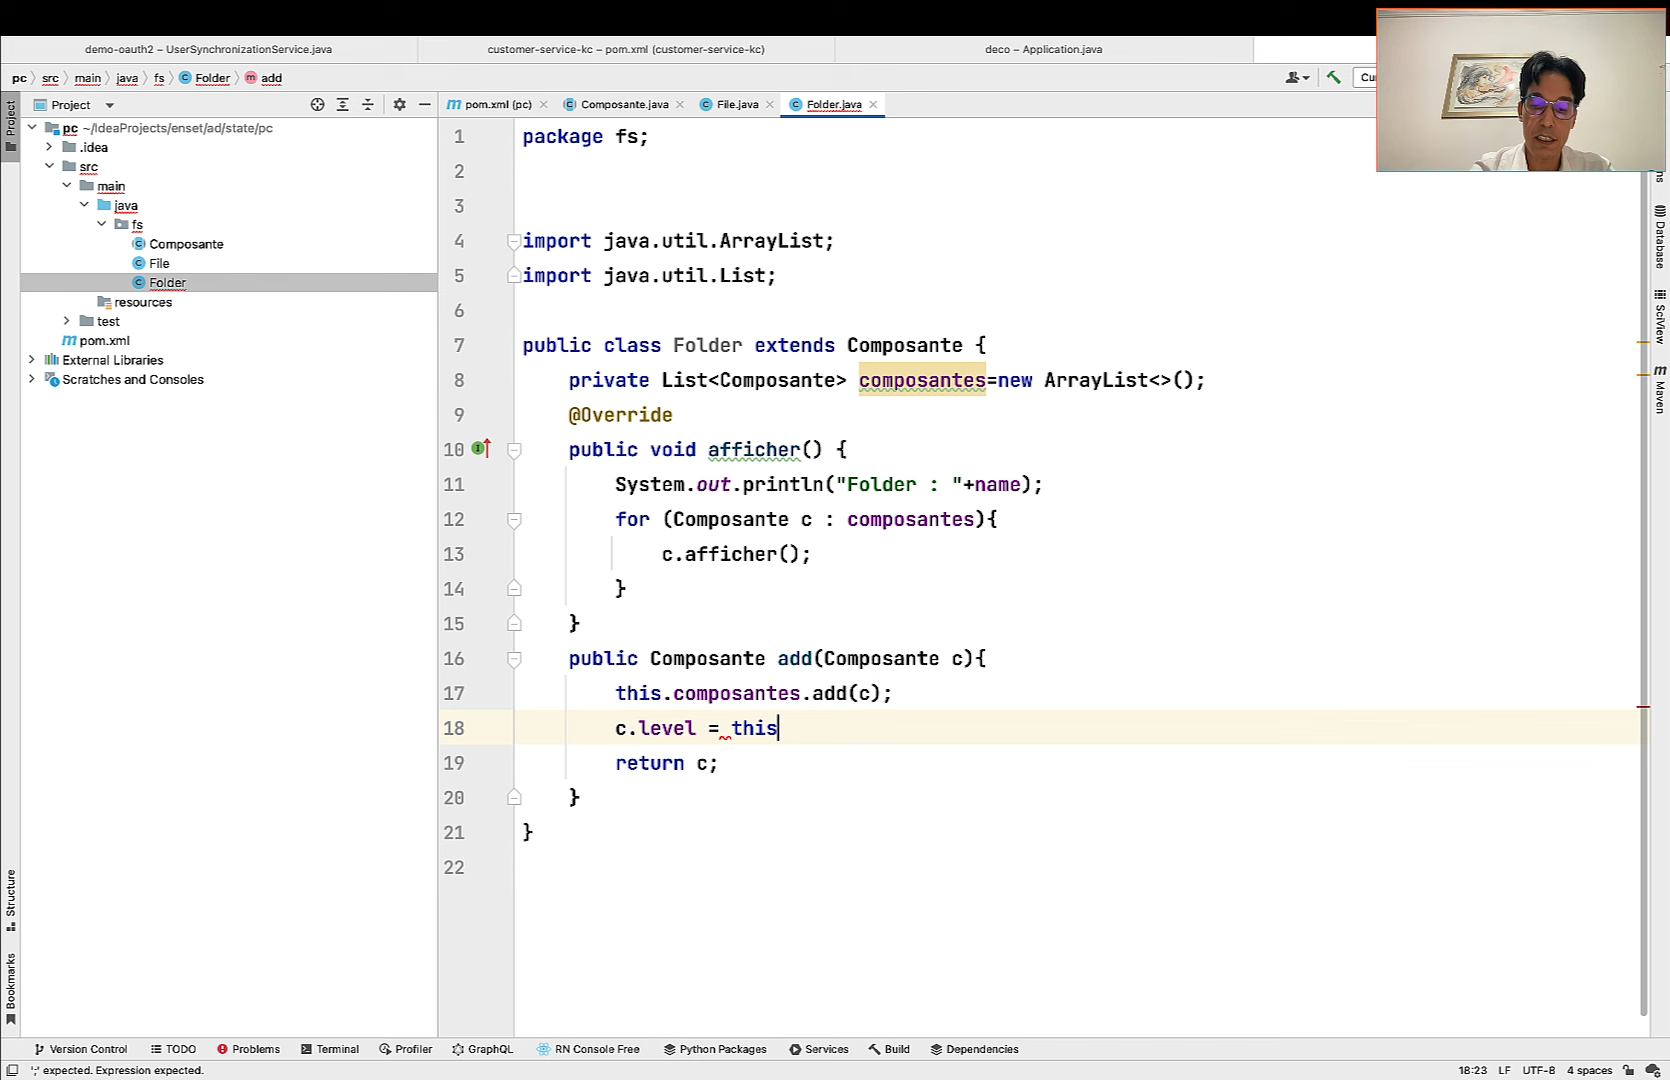 demo-oauth2 – UserSynchronizationService.java
customer-service-kc – pom.xml (customer-service-kc)
deco – Application.java
pc src main java fs Folder add
Project
pom.xml (pc) Composante.java File.java Folder.java
Project
pc ~/IdeaProjects/enset/ad/state/pc
.idea
src
main
java
fs
Composante
File
Folder
resources
test
pom.xml
External Libraries
Scratches and Consoles
1 package fs;
2
3
4 import java.util.ArrayList;
5 import java.util.List;
6
7 public class Folder extends Composante {
8 private List<Composante> composantes=new ArrayList<>();
9 @Override
10 public void afficher() {
11 System.out.println("Folder : "+name);
12 for (Composante c : composantes){
13 c.afficher();
14 }
15 }
16 public Composante add(Composante c){
17 this.composantes.add(c);
18 c.level = this
19 return c;
20 }
21 }
22
Database
SciView
Maven
Structure
Bookmarks
Version Control TODO Problems Terminal Profiler GraphQL RN Console Free Python Packages Services Build Dependencies
';' expected. Expression expected.
18:23 LF UTF-8 4 spaces